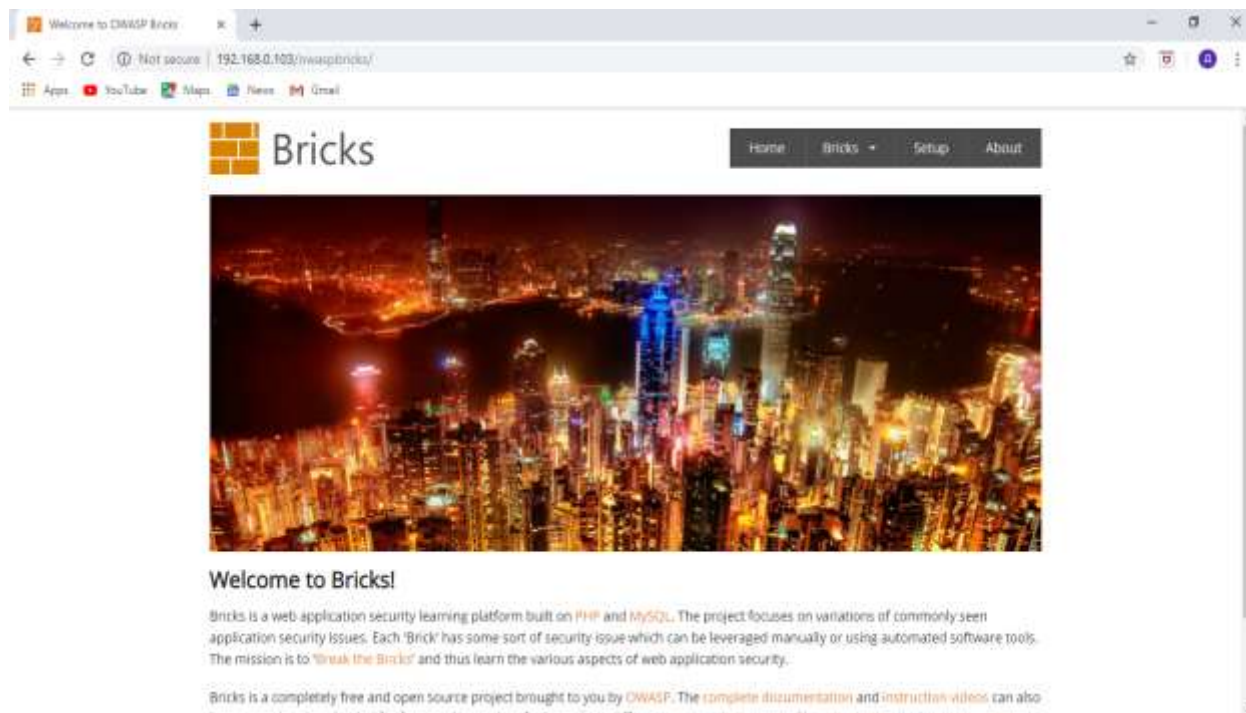 Welcome to OWASP Bricks
Not secure | 192.168.0.103/owaspbricks/
Apps YouTube Maps News Gmail
Bricks
Home Bricks Setup About
Welcome to Bricks!
Bricks is a web application security learning platform built on PHP and MySQL. The project focuses on variations of commonly seen
application security issues. Each 'Brick' has some sort of security issue which can be leveraged manually or using automated software tools.
The mission is to 'Break the Bricks' and thus learn the various aspects of web application security.
Bricks is a completely free and open source project brought to you by OWASP. The complete documentation and instruction videos can also